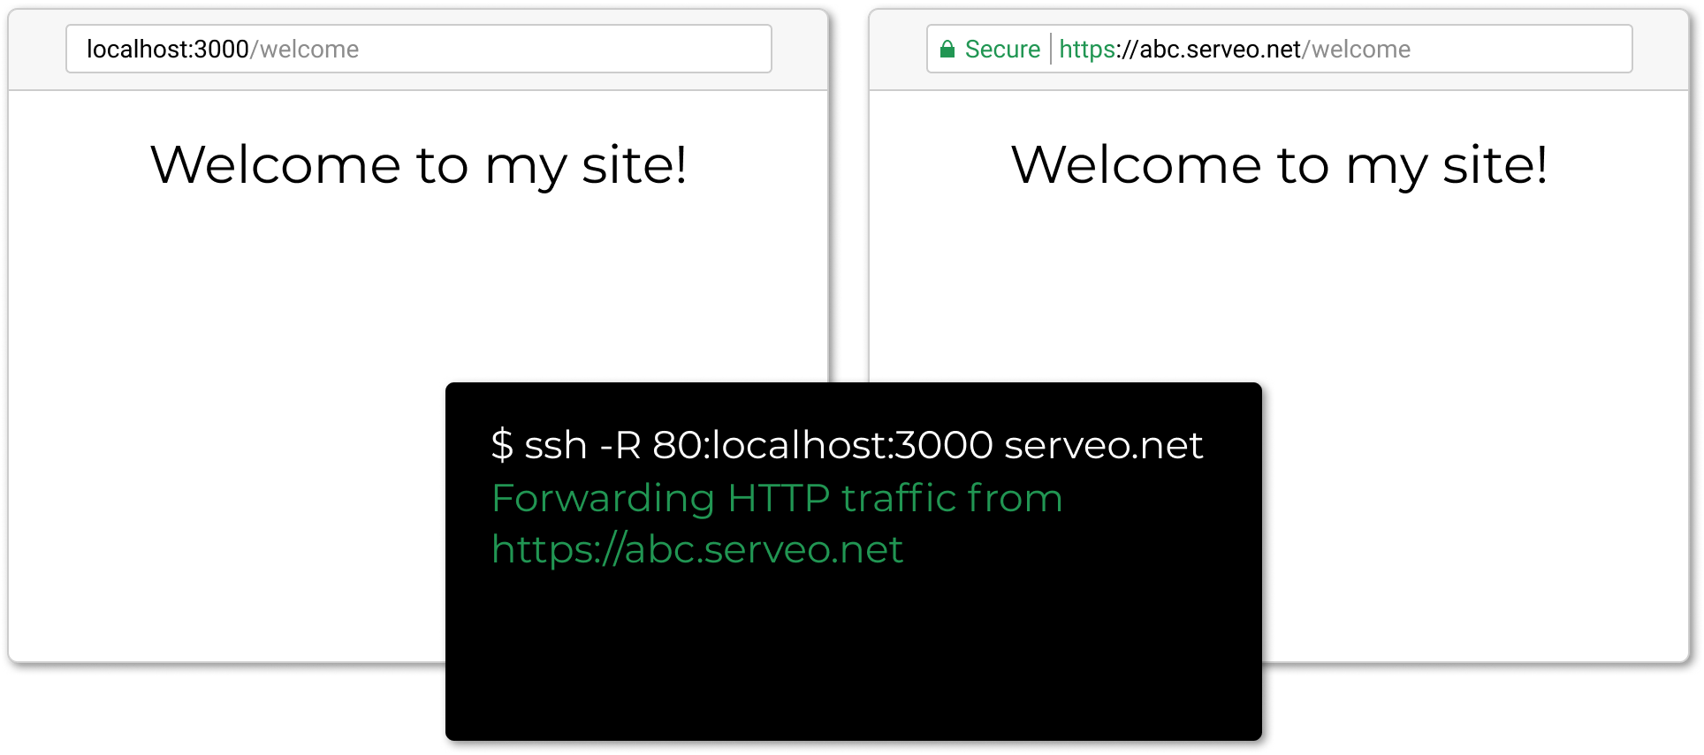 localhost:3000/welcome
Welcome to my site!
Secure https://abc.serveo.net/welcome
Welcome to my site!
$ ssh -R 80:localhost:3000 serveo.net
Forwarding HTTP traffic from
https://abc.serveo.net